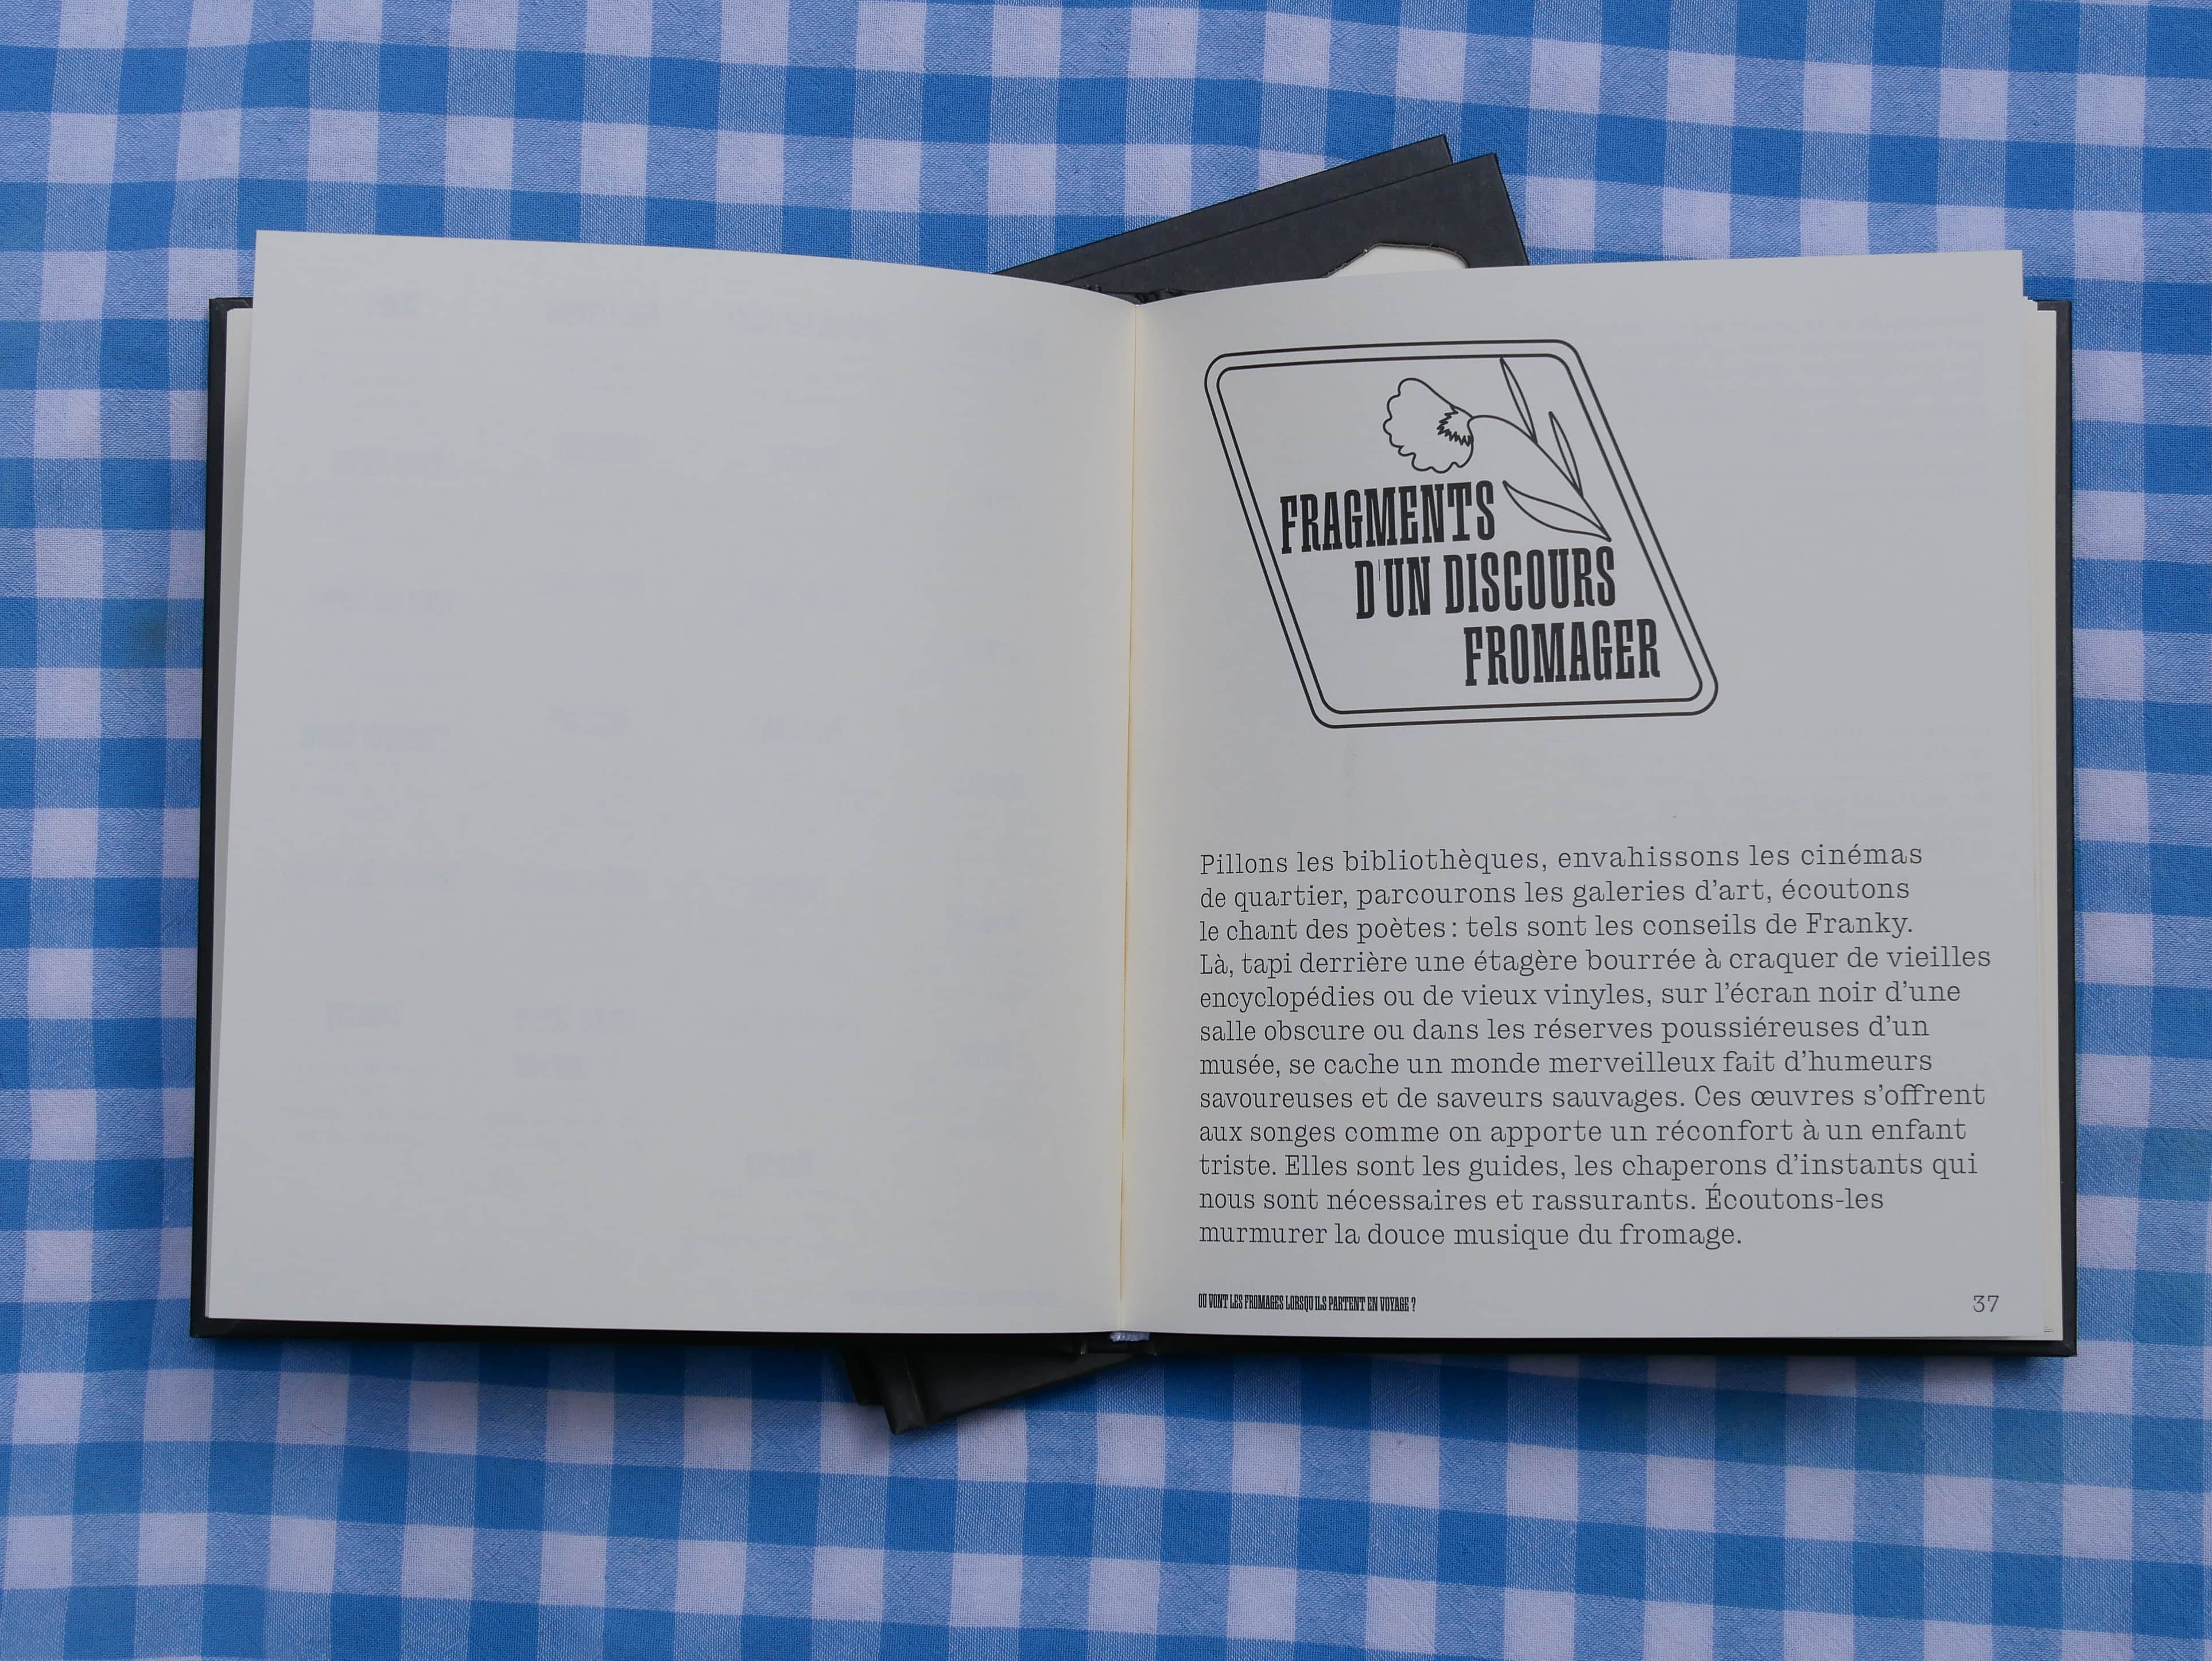 FRAGMENTS
D'UN DISCOURS
FROMAGER
Pillons les bibliothèques, envahissons les cinémas
de quartier, parcourons les galeries d’art, écoutons
le chant des poètes : tels sont les conseils de Franky.
Là, tapi derrière une étagère bourrée à craquer de vieilles
encyclopédies ou de vieux vinyles, sur l’écran noir d’une
salle obscure ou dans les réserves poussiéreuses d’un
musée, se cache un monde merveilleux fait d’humeurs
savoureuses et de saveurs sauvages. Ces œuvres s’offrent
aux songes comme on apporte un réconfort à un enfant
triste. Elles sont les guides, les chaperons d’instants qui
nous sont nécessaires et rassurants. Écoutons-les
murmurer la douce musique du fromage.
OU VONT LES FROMAGES LORSQU'ILS PARTENT EN VOYAGE ?
37